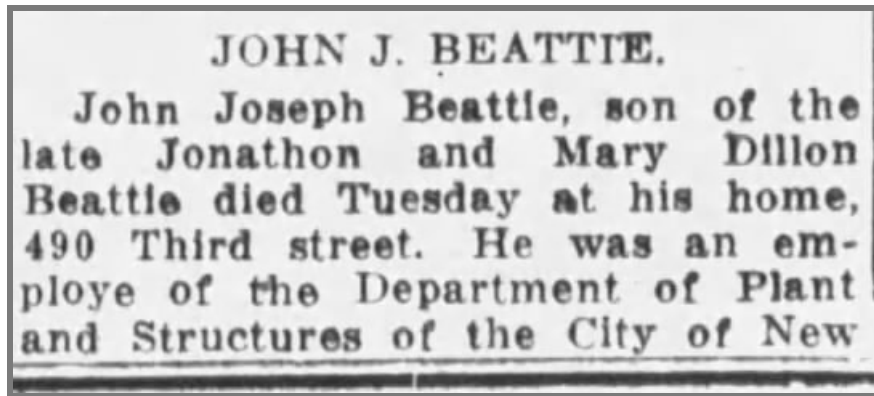 JOHN J. BEATTIE.
John Joseph Beattie, son of the
late Jonathon and Mary Dillon
Beattie died Tuesday at his home,
490 Third street. He was an em-
ploye of the Department of Plant
and Structures of the City of New